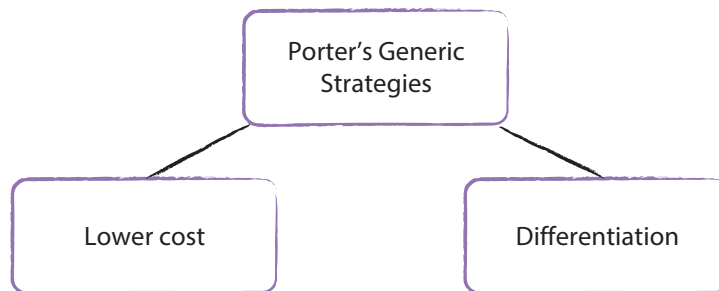 Porter’s Generic
Strategies
Lower cost
Differentiation